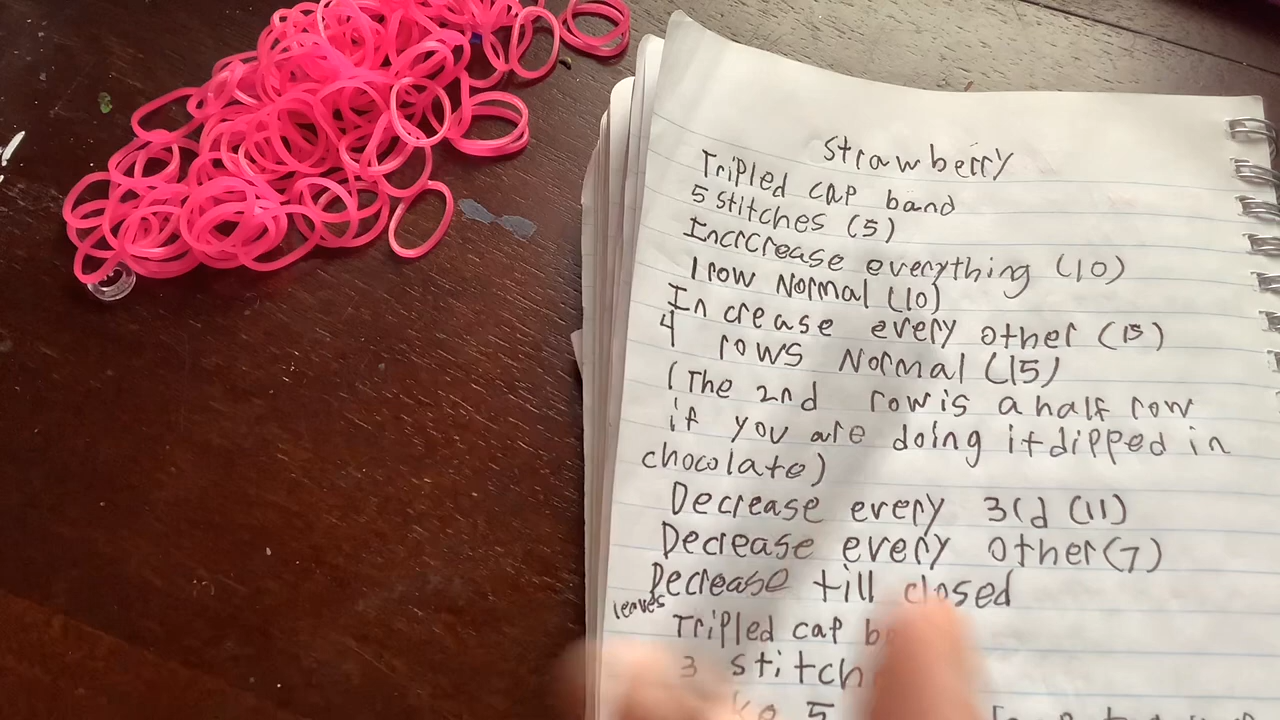 strawberry
Tripled cap band
5 stitches (5)
Incrcrease everything (10)
1 row Normal (10)
Increase every other (15)
4 rows Normal (15)
(The 2nd row is a half row
if you are doing it dipped in
chocolate)
Decrease every 3rd (11)
Decrease every other (7)
Decrease till closed
leaves
Tripled cap
3 stitch
5